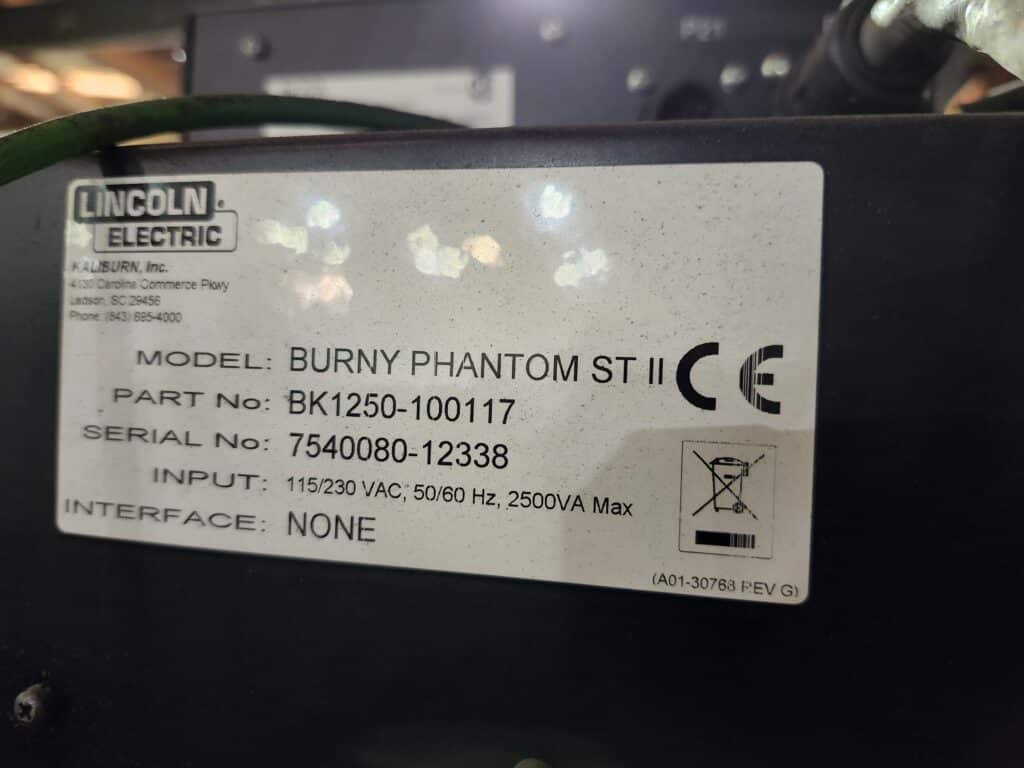 P21
LINCOLN
ELECTRIC
KALIBURN, Inc.
4130 Carolina Commerce Pkwy
Ladson, SC 29456
Phone: (843) 695-4000
MODEL: BURNY PHANTOM ST II
CE
PART No: BK1250-100117
SERIAL No: 7540080-12338
INPUT: 115/230 VAC, 50/60 Hz, 2500VA Max
INTERFACE: NONE
(A01-30768 REV G)